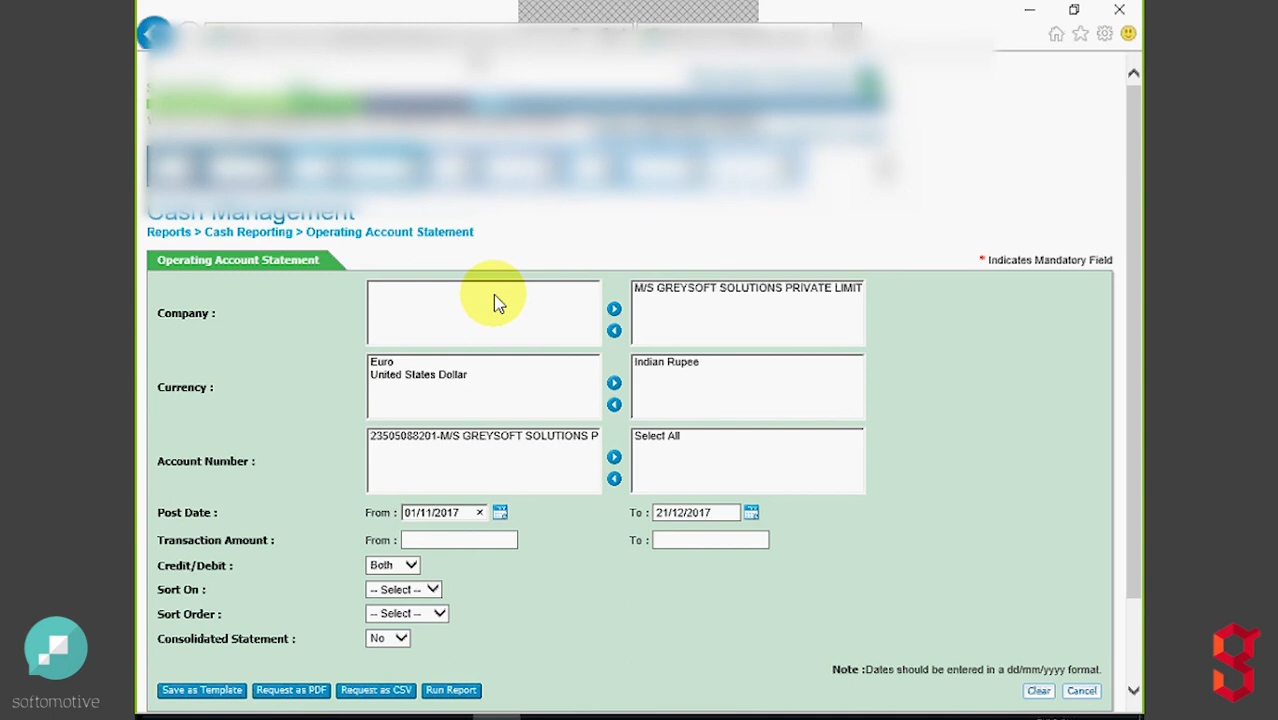 Cash Management
Reports > Cash Reporting > Operating Account Statement
Operating Account Statement
* Indicates Mandatory Field
Company :
M/S GREYSOFT SOLUTIONS PRIVATE LIMIT
Currency :
Euro
United States Dollar
Indian Rupee
Account Number :
23505088201-M/S GREYSOFT SOLUTIONS P
Select All
Post Date : From : 01/11/2017 × To : 21/12/2017
Transaction Amount : From : To :
Credit/Debit : Both
Sort On : -- Select --
Sort Order : -- Select --
Consolidated Statement : No
Note :Dates should be entered in a dd/mm/yyyy format.
Save as Template Request as PDF Request as CSV Run Report Clear Cancel
softomotive